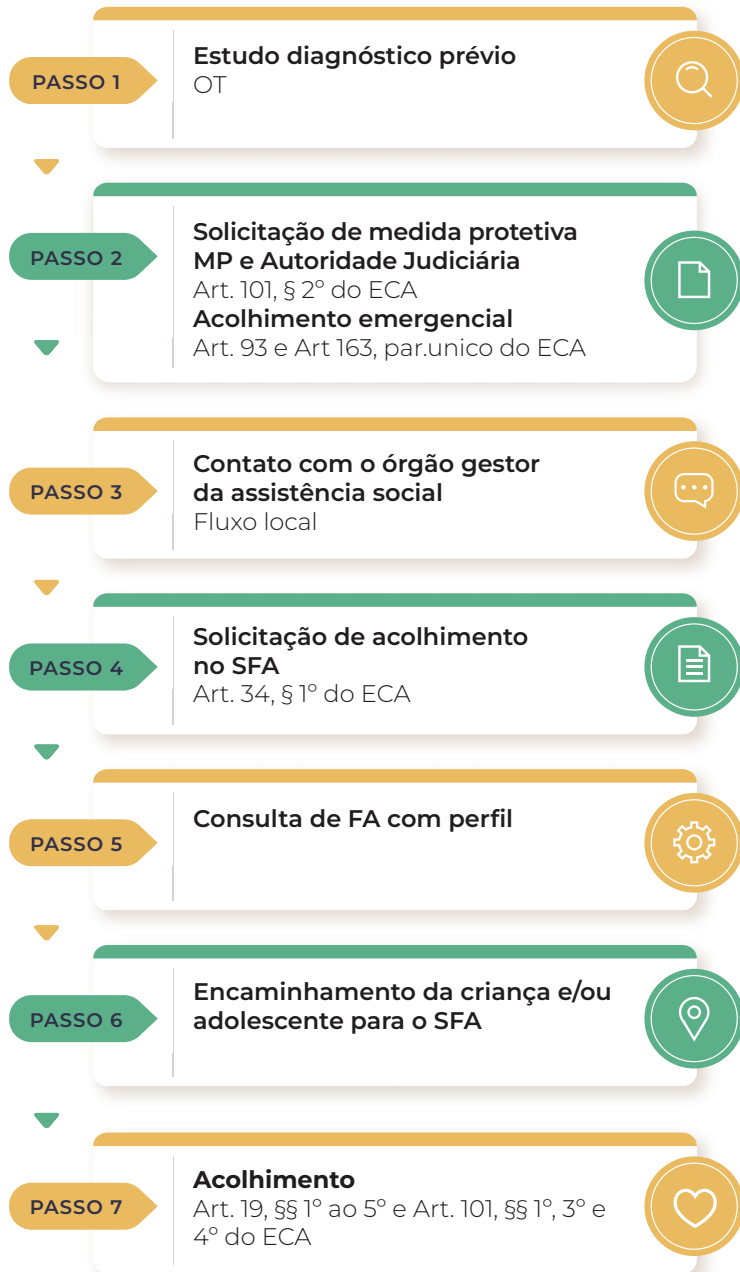 PASSO 1
Estudo diagnóstico prévio
OT
PASSO 2
Solicitação de medida protetiva
MP e Autoridade Judiciária
Art. 101, § 2º do ECA
Acolhimento emergencial
Art. 93 e Art 163, par.unico do ECA
PASSO 3
Contato com o órgão gestor
da assistência social
Fluxo local
PASSO 4
Solicitação de acolhimento
no SFA
Art. 34, § 1º do ECA
PASSO 5
Consulta de FA com perfil
PASSO 6
Encaminhamento da criança e/ou
adolescente para o SFA
PASSO 7
Acolhimento
Art. 19, §§ 1º ao 5º e Art. 101, §§ 1º, 3º e
4º do ECA